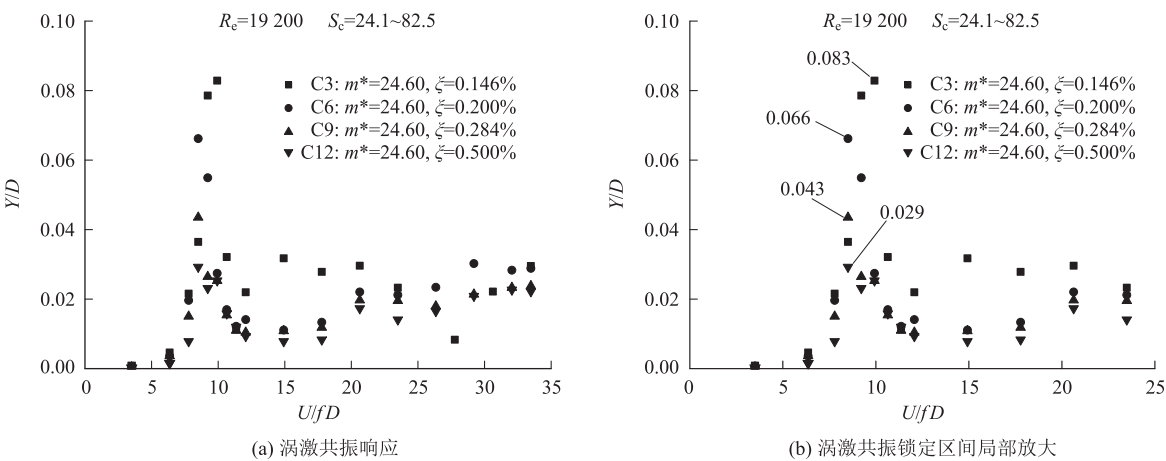 Re=19 200 Sc=24.1~82.5
0.10
0.08
0.06
0.04
0.02
0.00
Y/D
C3: m*=24.60, ξ=0.146%
C6: m*=24.60, ξ=0.200%
C9: m*=24.60, ξ=0.284%
C12: m*=24.60, ξ=0.500%
0 5 10 15 20 25 30 35
U/fD
(a) 涡激共振响应
Re=19 200 Sc=24.1~82.5
0.10
0.08
0.06
0.04
0.02
0.00
Y/D
0.083
0.066
0.043
0.029
C3: m*=24.60, ξ=0.146%
C6: m*=24.60, ξ=0.200%
C9: m*=24.60, ξ=0.284%
C12: m*=24.60, ξ=0.500%
0 5 10 15 20 25
U/fD
(b) 涡激共振锁定区间局部放大